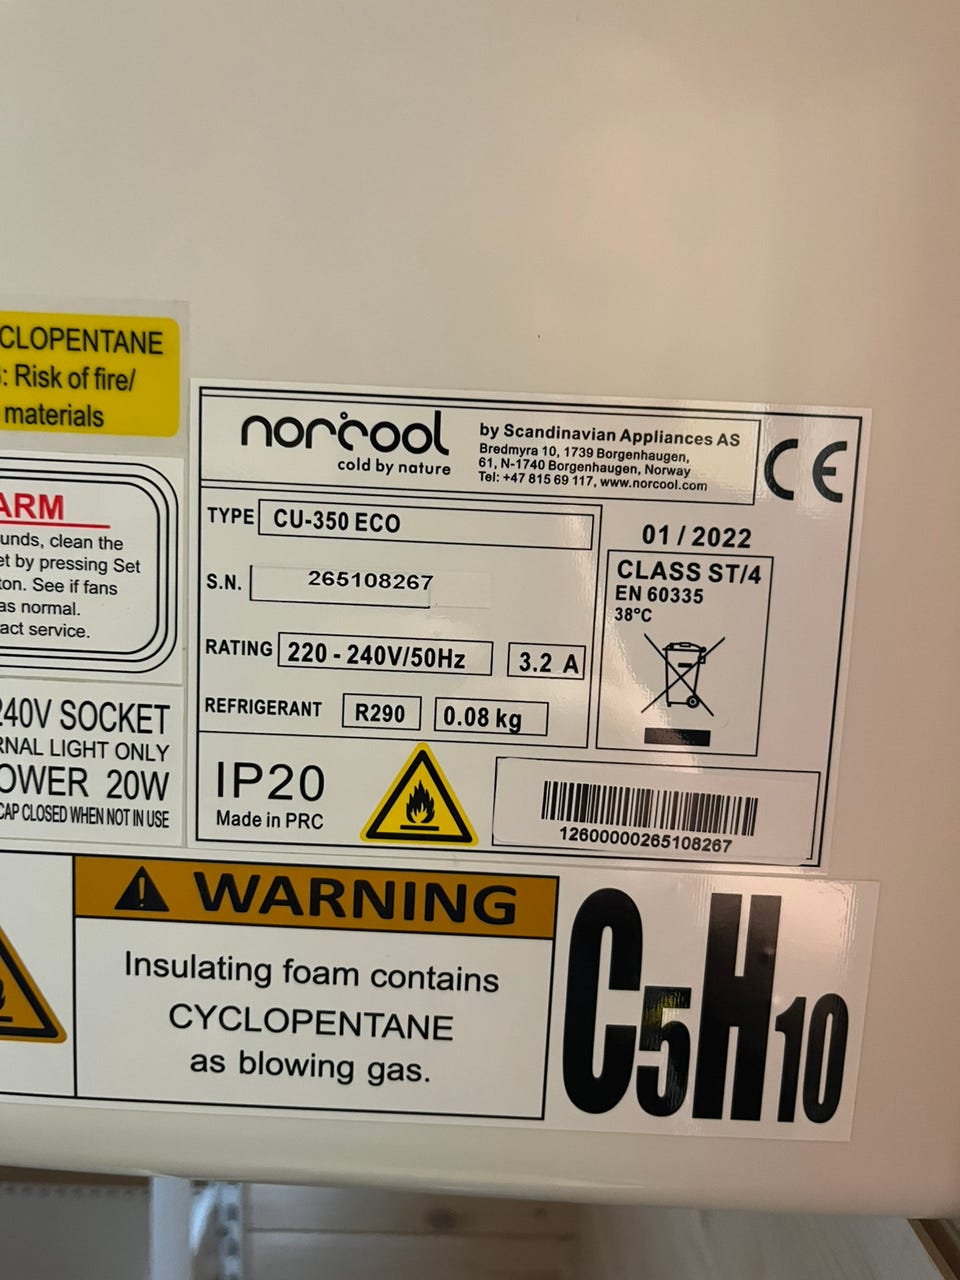 CLOPENTANE
: Risk of fire/
materials
ARM
unds, clean the
et by pressing Set
ton. See if fans
as normal.
act service.
240V SOCKET
RNAL LIGHT ONLY
OWER 20W
CAP CLOSED WHEN NOT IN USE
norcool
cold by nature
by Scandinavian Appliances AS
Bredmyra 10, 1739 Borgenhaugen,
61, N-1740 Borgenhaugen, Norway
Tel: +47 815 69 117, www.norcool.com
CE
TYPE CU-350 ECO
01 / 2022
S.N. 265108267
CLASS ST/4
EN 60335
38°C
RATING 220 - 240V/50Hz 3.2 A
REFRIGERANT R290 0.08 kg
IP20
Made in PRC
12600000265108267
WARNING
Insulating foam contains
CYCLOPENTANE
as blowing gas.
C5H10